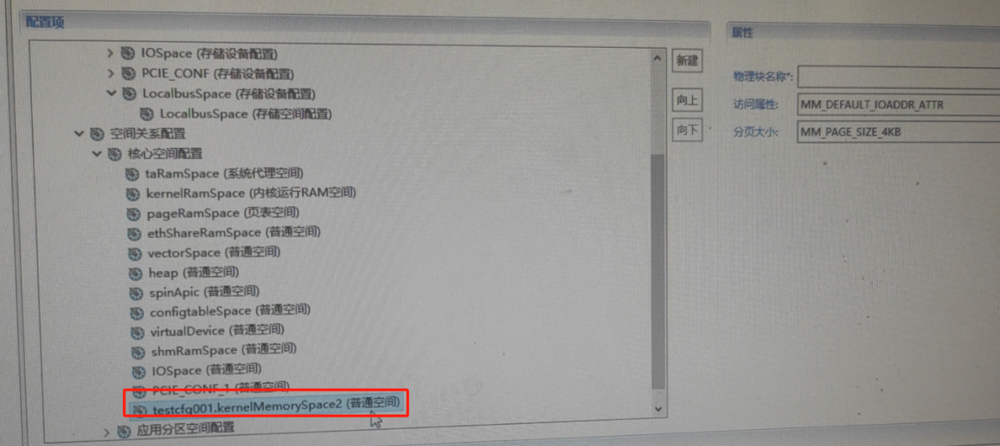 配置项
IOSpace (存储设备配置)
PCIE_CONF (存储设备配置)
LocalbusSpace (存储设备配置)
LocalbusSpace (存储空间配置)
空间关系配置
核心空间配置
taRamSpace (系统代理空间)
kernelRamSpace (内核运行RAM空间)
pageRamSpace (页表空间)
ethShareRamSpace (普通空间)
vectorSpace (普通空间)
heap (普通空间)
spinApic (普通空间)
configtableSpace (普通空间)
virtualDevice (普通空间)
shmRamSpace (普通空间)
IOSpace (普通空间)
PCIE_CONF_1 (普通空间)
testcfg001.kernelMemorySpace2 (普通空间)
应用分区空间配置
新建
向上
向下
属性
物理块名称*:
访问属性: MM_DEFAULT_IOADDR_ATTR
分页大小: MM_PAGE_SIZE_4KB